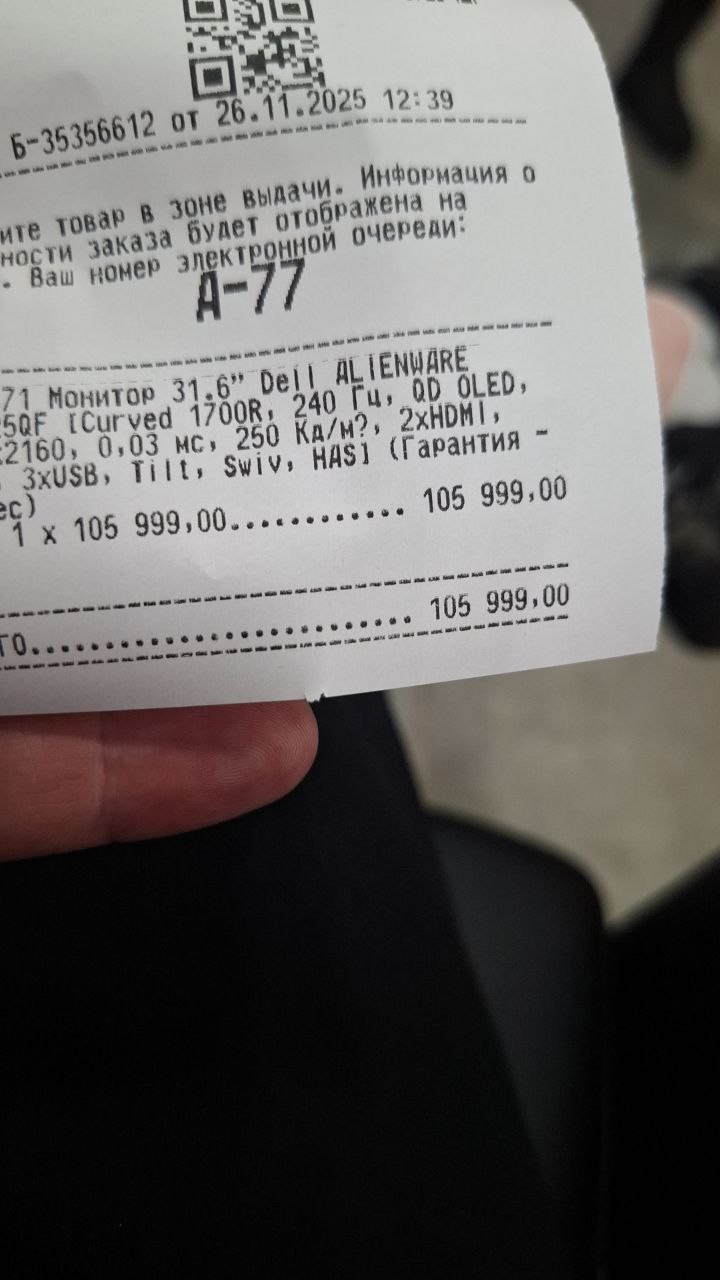 Б-35356612 от 26.11.2025 12:39
ите товар в зоне выдачи. Информация о
ности заказа будет отображена на
. Ваш номер электронной очереди:
А-77
71 Монитор 31.6” Dell ALIENWARE
5QF [Curved 1700R, 240 Гц, QD OLED,
x2160, 0,03 мс, 250 Кд/м?, 2xHDMI,
, 3xUSB, Tilt, Swiv, HAS] (Гарантия -
ес)
1 x 105 999,00............ 105 999,00
ГО.......................... 105 999,00